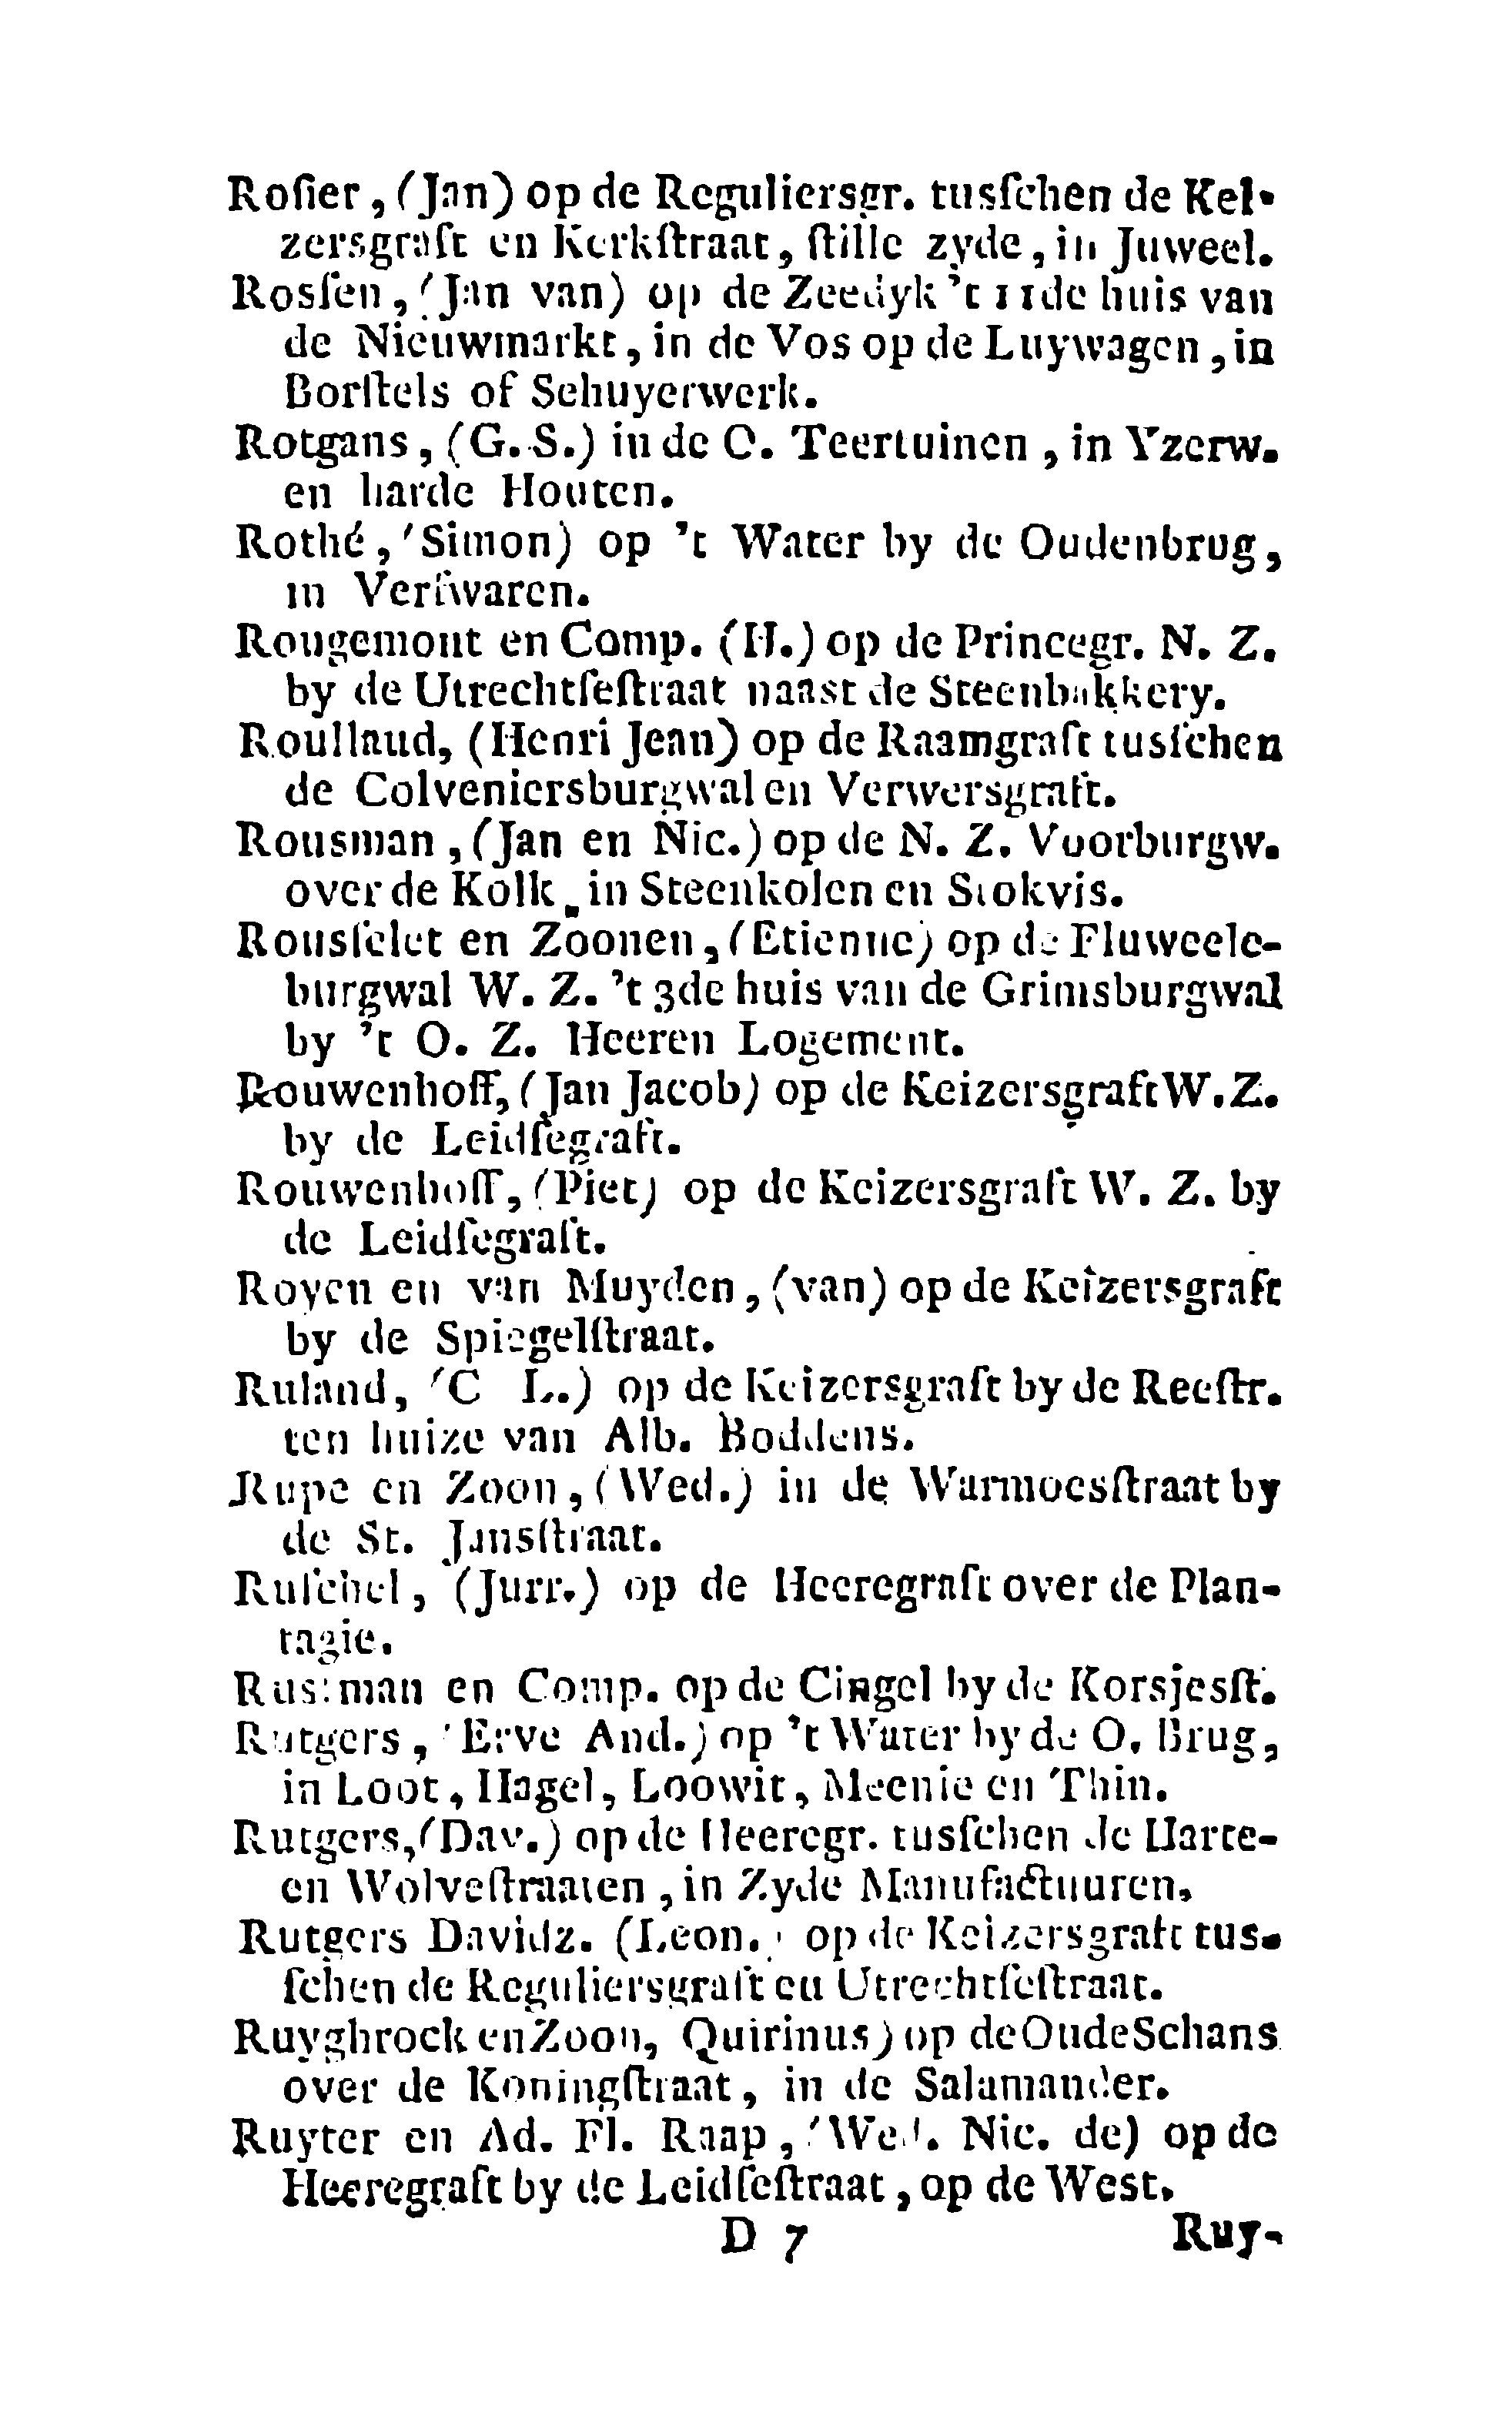 Roſier, (Jan) op de Reguliersgr. tusſchen de Kei-
zersgraft en Kerkſtraat, ſtille zyde, in Juweel.
Rosſen, (Jan van) op de Zeedyk 't 11de huis van
de Nieuwmarkt, in de Vos op de Luywagen, in
Borſtels of Schuyerwerk.
Rotgans, (G. S.) in de O. Teertuinen, in Yzerw.
en harde Houten.
Rothé, (Simon) op 't Water by de Oudenbrug,
in Verſwaren.
Rougemont en Comp. (H.) op de Princegr. N. Z.
by de Utrechtſeſtraat naast de Steenbakkery.
Roullaud, (Henri Jean) op de Raamgraft tusſchen
de Colveniersburgwal en Verwersgraft.
Rousman, (Jan en Nic.) op de N. Z. Voorburgw.
over de Kolk, in Steenkolen en Stokvis.
Rousſelet en Zoonen, (Etienne) op de Fluweele-
burgwal W. Z. 't 3de huis van de Grimsburgwal
by 't O. Z. Heeren Logement.
Rouwenhoff, (Jan Jacob) op de Keizersgraft W. Z.
by de Leidſegraft.
Rouwenhoff, (Piet) op de Keizersgraft W. Z. by
de Leidſegraft.
Royen en van Muyden, (van) op de Keizersgraft
by de Spiegelſtraat.
Ruland, (C L.) op de Keizersgraft by de Reeſtr.
ten huize van Alb. Boddens.
Rupe en Zoon, (Wed.) in de Warmoesſtraat by
de St. Jansſtraat.
Ruſchel, (Jurr.) op de Heeregraft over de Plan-
tagie.
Rusſman en Comp. op de Cingel by de Korsjesſt.
Rutgers, (Erve And.) op 't Water by de O. Brug,
in Loot, Hagel, Loowit, Meenie en Thin.
Rutgers, (Dav.) op de Heeregr. tusſchen de Harte-
en Wolveſtraaten, in Zyde Manufactuuren.
Rutgers Davidz. (Leon.) op de Keizersgraft tus-
ſchen de Reguliersgraft en Utrechtſeſtraat.
Ruyghrock en Zoon, Quirinus) op de Oude Schans
over de Koningſtraat, in de Salamander.
Ruyter en Ad. Fl. Raap, (Wed. Nic. de) op de
Heeregraft by de Leidſeſtraat, op de West.
D 7 Ruy-